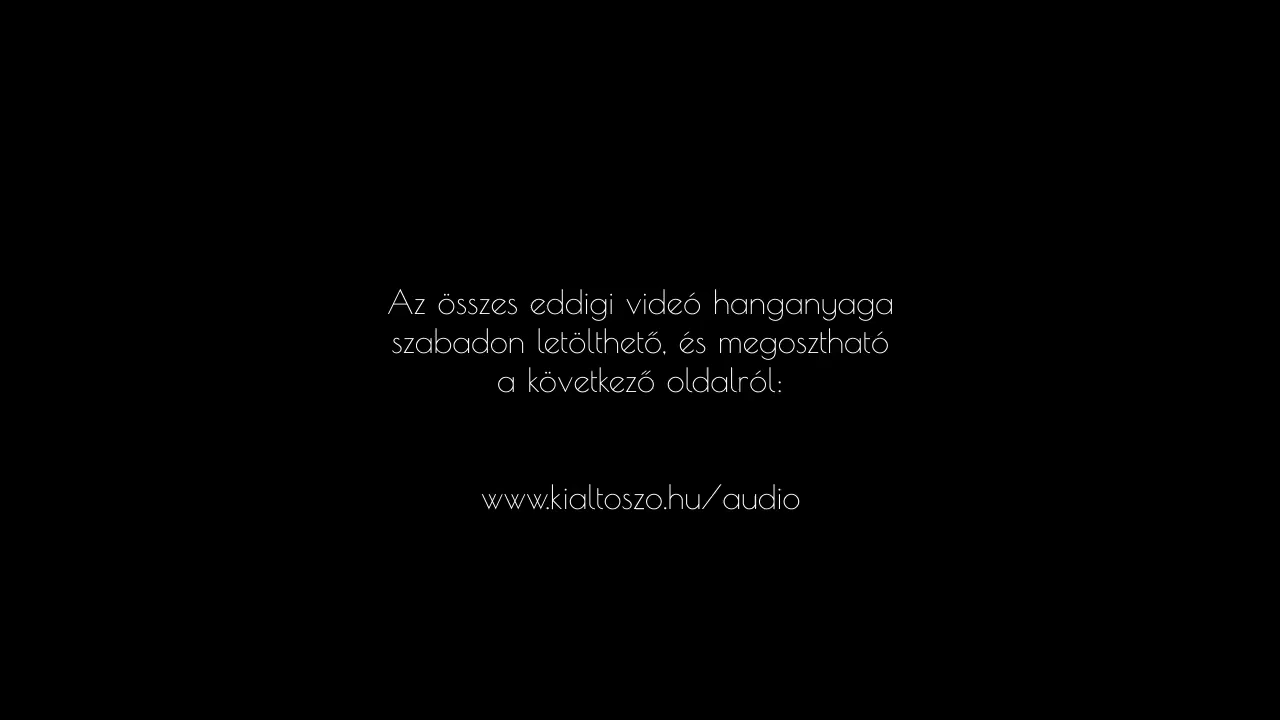 Az összes eddigi videó hanganyaga
szabadon letölthető, és megosztható
a következő oldalról:
www.kialtoszo.hu/audio